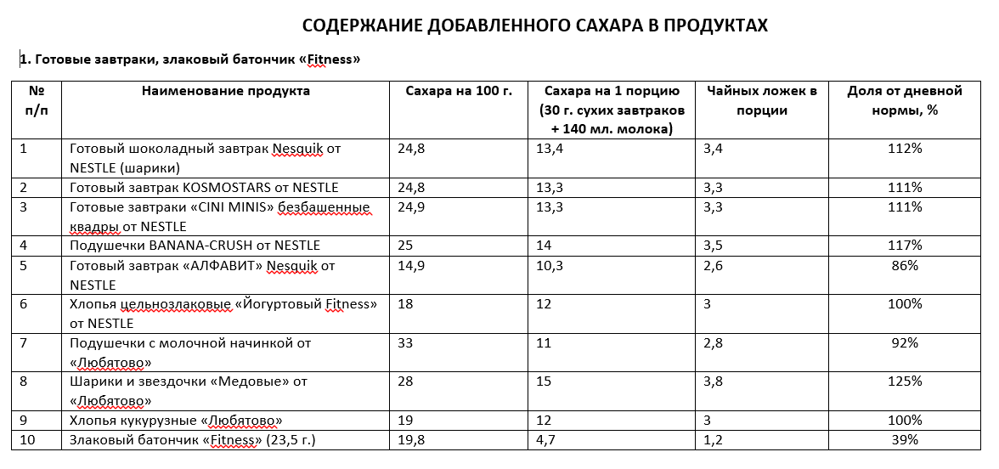 СОДЕРЖАНИЕ ДОБАВЛЕННОГО САХАРА В ПРОДУКТАХ
1. Готовые завтраки, злаковый батончик «Fitness»
№ Наименование продукта Сахара на 100 г. Сахара на 1 порцию Чайных ложек в Доля от дневной
п/п (30 г. сухих завтраков порции нормы, %
+ 140 мл. молока)
1 Готовый шоколадный завтрак Nesquik от 24,8 13,4 3,4 112%
NESTLE (шарики)
2 Готовый завтрак KOSMOSTARS от NESTLE 24,8 13,3 3,3 111%
3 Готовые завтраки «CINI MINIS» безбашенные 24,9 13,3 3,3 111%
квадры от NESTLE
4 Подушечки BANANA-CRUSH от NESTLE 25 14 3,5 117%
5 Готовый завтрак «АЛФАВИТ» Nesquik от 14,9 10,3 2,6 86%
NESTLE
6 Хлопья цельнозлаковые «Йогуртовый Fitness» 18 12 3 100%
от NESTLE
7 Подушечки с молочной начинкой от 33 11 2,8 92%
«Любятово»
8 Шарики и звездочки «Медовые» от 28 15 3,8 125%
«Любятово»
9 Хлопья кукурузные «Любятово» 19 12 3 100%
10 Злаковый батончик «Fitness» (23,5 г.) 19,8 4,7 1,2 39%